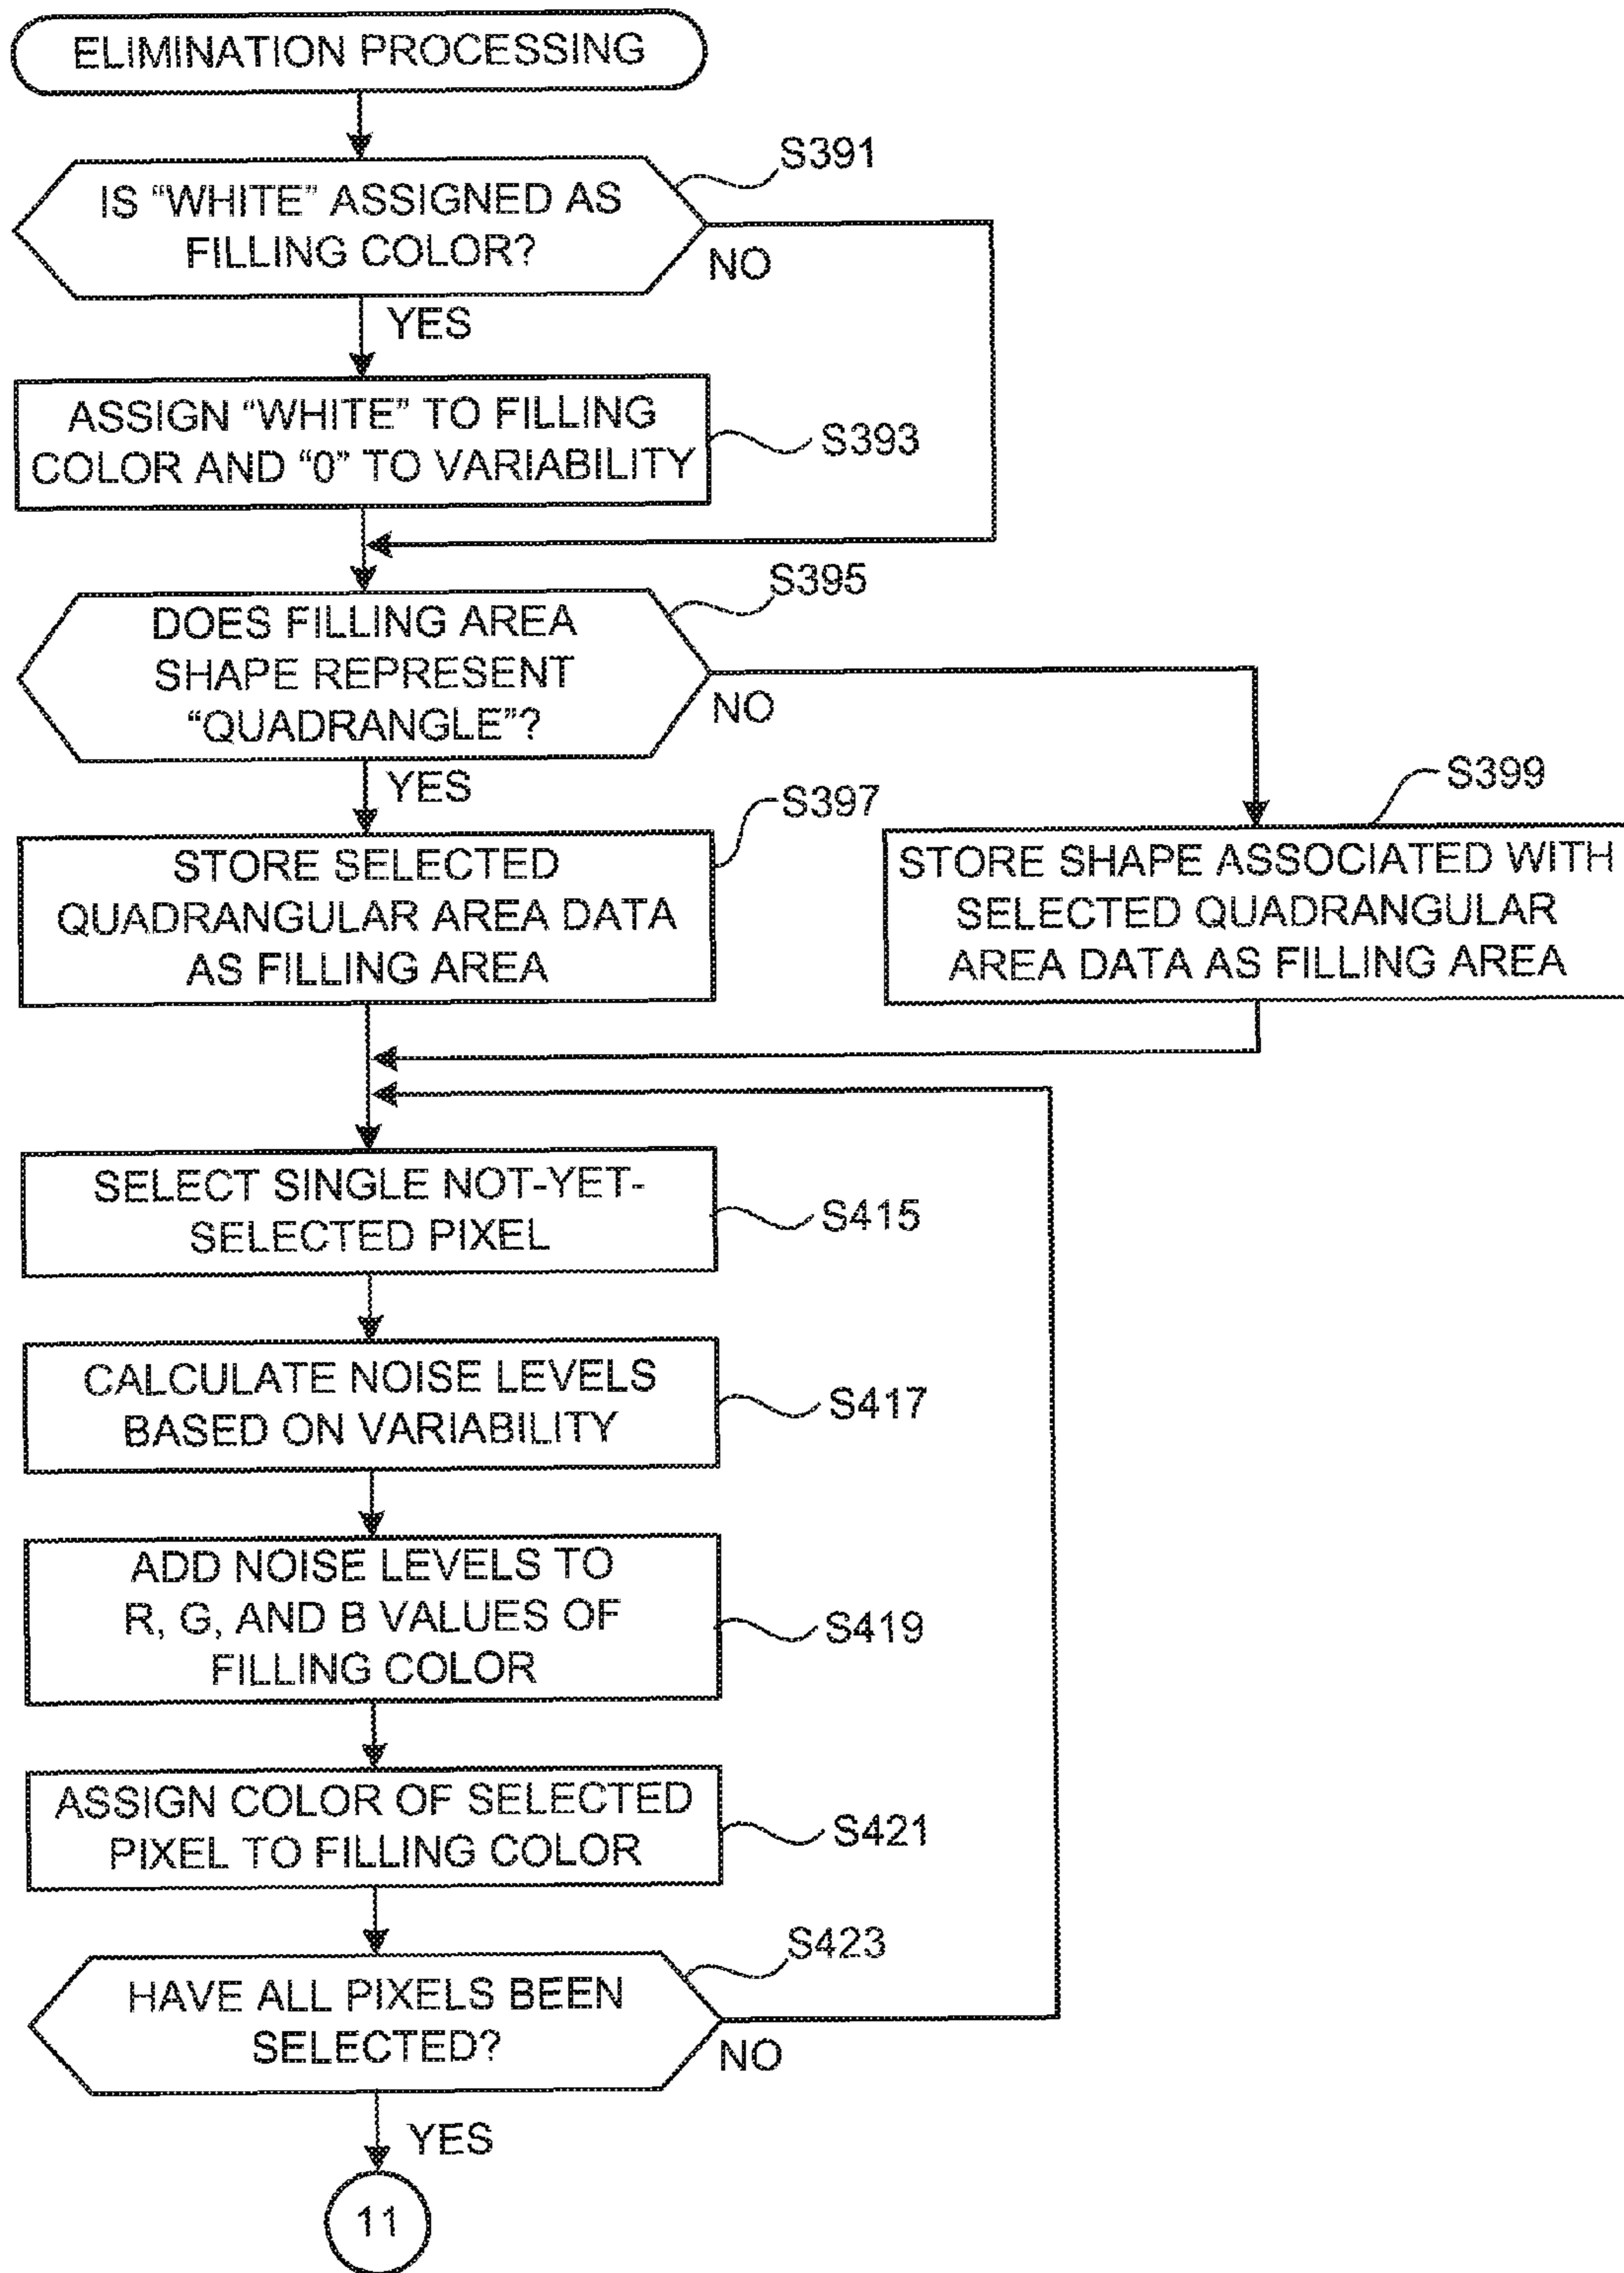 ELIMINATION PROCESSING
S391
IS “WHITE” ASSIGNED AS
FILLING COLOR?
NO
YES
ASSIGN “WHITE” TO FILLING
COLOR AND “0” TO VARIABILITY
S393
S395
DOES FILLING AREA
SHAPE REPRESENT
“QUADRANGLE”?
NO
YES
S397
STORE SELECTED
QUADRANGULAR AREA DATA
AS FILLING AREA
S399
STORE SHAPE ASSOCIATED WITH
SELECTED QUADRANGULAR
AREA DATA AS FILLING AREA
SELECT SINGLE NOT-YET-
SELECTED PIXEL
S415
CALCULATE NOISE LEVELS
BASED ON VARIABILITY
S417
ADD NOISE LEVELS TO
R, G, AND B VALUES OF
FILLING COLOR
S419
ASSIGN COLOR OF SELECTED
PIXEL TO FILLING COLOR
S421
S423
HAVE ALL PIXELS BEEN
SELECTED?
NO
YES
11